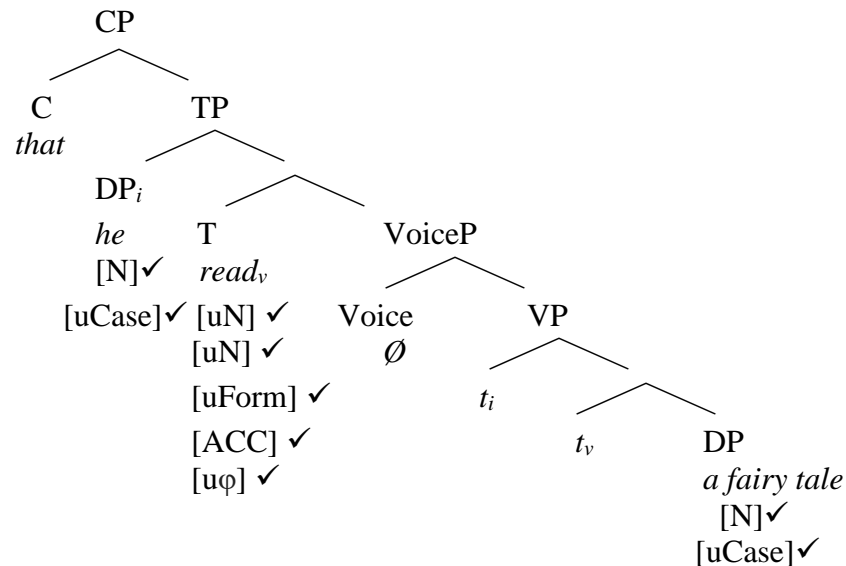 CP
C TP
that
DPi
he T VoiceP
[N]✓ readv
[uCase]✓ [uN] ✓ Voice VP
[uN] ✓ Ø
[uForm] ✓ ti
[ACC] ✓ tv DP
[uφ] ✓ a fairy tale
[N]✓
[uCase]✓